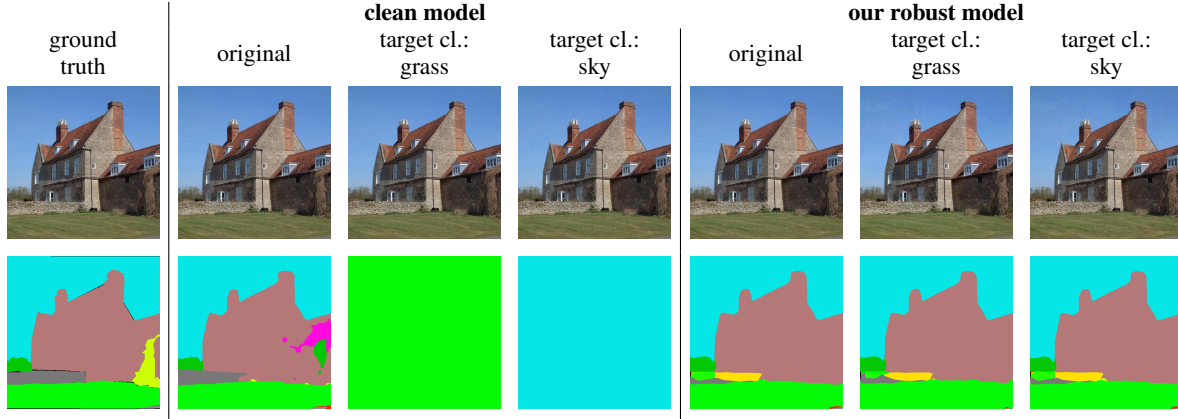 clean model
our robust model
ground
truth
original
target cl.:
grass
target cl.:
sky
original
target cl.:
grass
target cl.:
sky